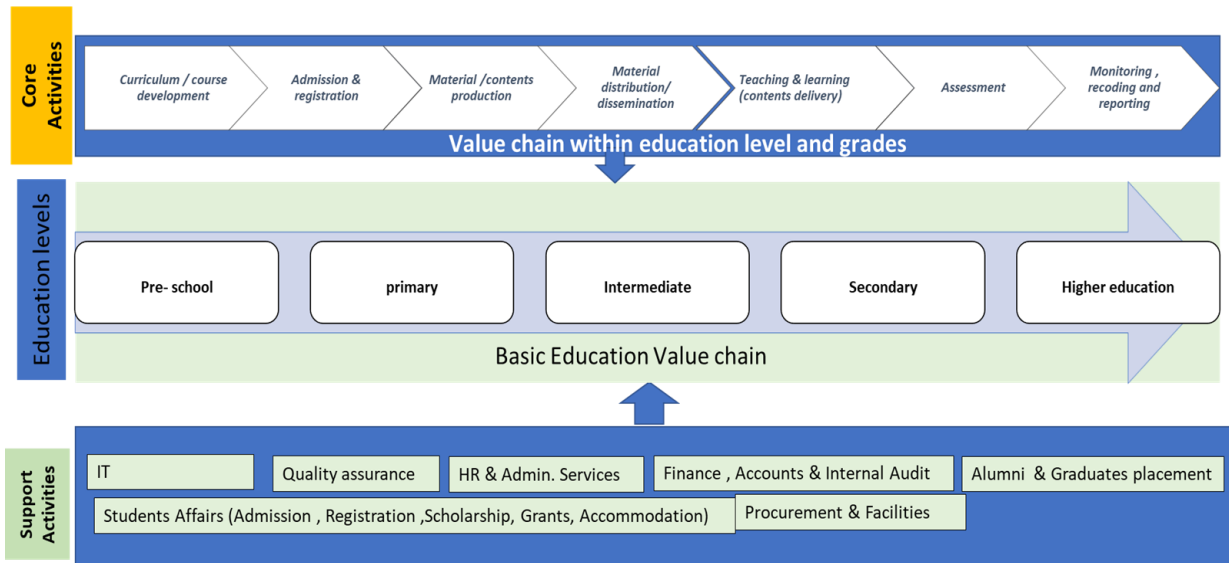 Core
Activities
Curriculum / course
development
Admission &
registration
Material /contents
production
Material
distribution/
dissemination
Teaching & learning
(contents delivery)
Assessment
Monitoring ,
recoding and
reporting
Value chain within education level and grades
Education levels
Pre- school
primary
Intermediate
Secondary
Higher education
Basic Education Value chain
Support
Activities
IT
Quality assurance
HR & Admin. Services
Finance , Accounts & Internal Audit
Alumni & Graduates placement
Students Affairs (Admission , Registration ,Scholarship, Grants, Accommodation)
Procurement & Facilities